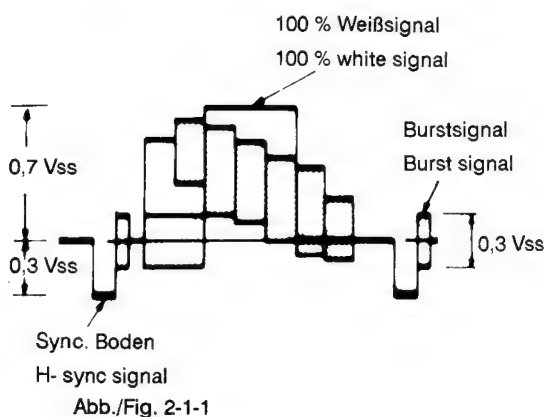 100 % Weißsignal
100 % white signal
Burstsignal
Burst signal
0,7 Vss
0,3 Vss
0,3 Vss
Sync. Boden
H- sync signal
Abb./Fig. 2-1-1